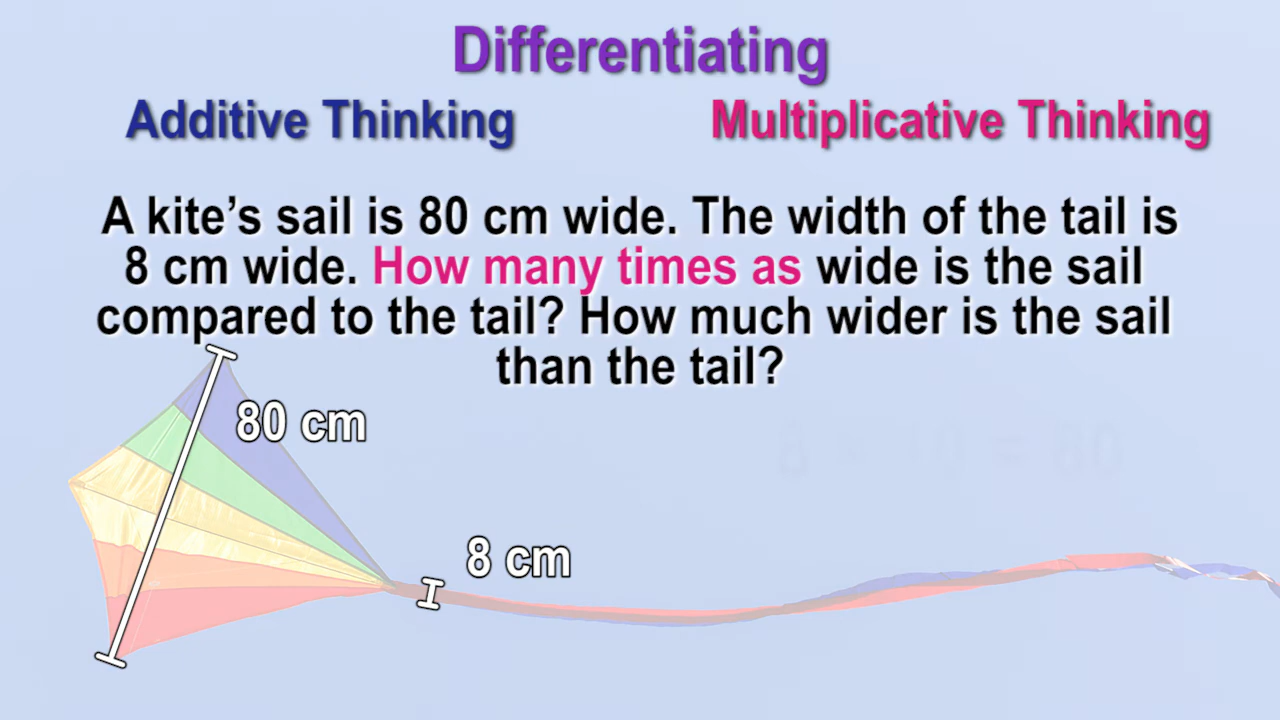 Differentiating
Additive Thinking
Multiplicative Thinking
A kite’s sail is 80 cm wide. The width of the tail is
8 cm wide. How many times as wide is the sail
compared to the tail? How much wider is the sail
than the tail?
80 cm
8 cm